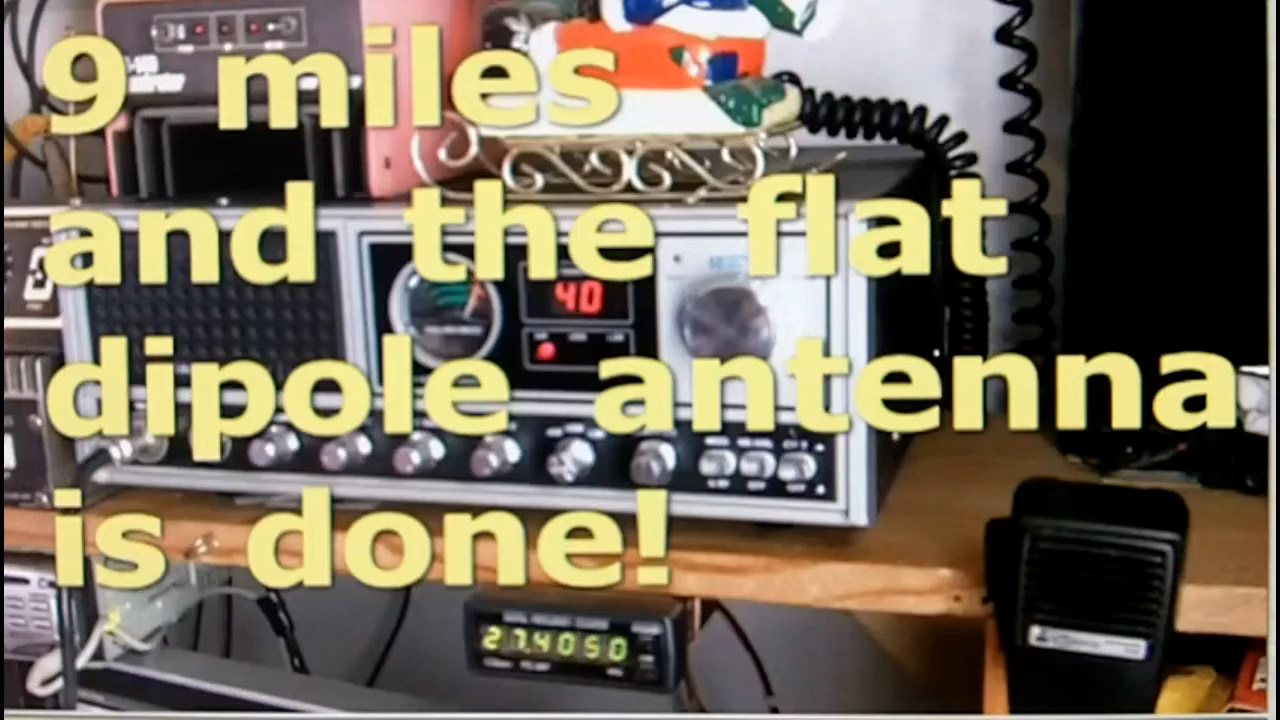 9 miles
and the flat
40
dipole antenna
is done!
27.4050